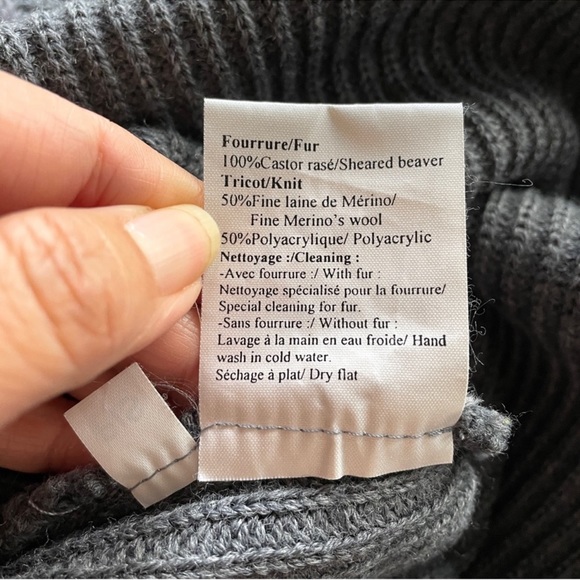 Fourrure/Fur
100%Castor rasé/Sheared beaver
Tricot/Knit
50%Fine laine de Mérino/
Fine Merino's wool
50%Polyacrylique/ Polyacrylic
Nettoyage :/Cleaning :
-Avec fourrure :/ With fur :
Nettoyage spécialisé pour la fourrure/
Special cleaning for fur.
-Sans fourrure :/ Without fur :
Lavage à la main en eau froide/ Hand
wash in cold water.
Séchage à plat/ Dry flat